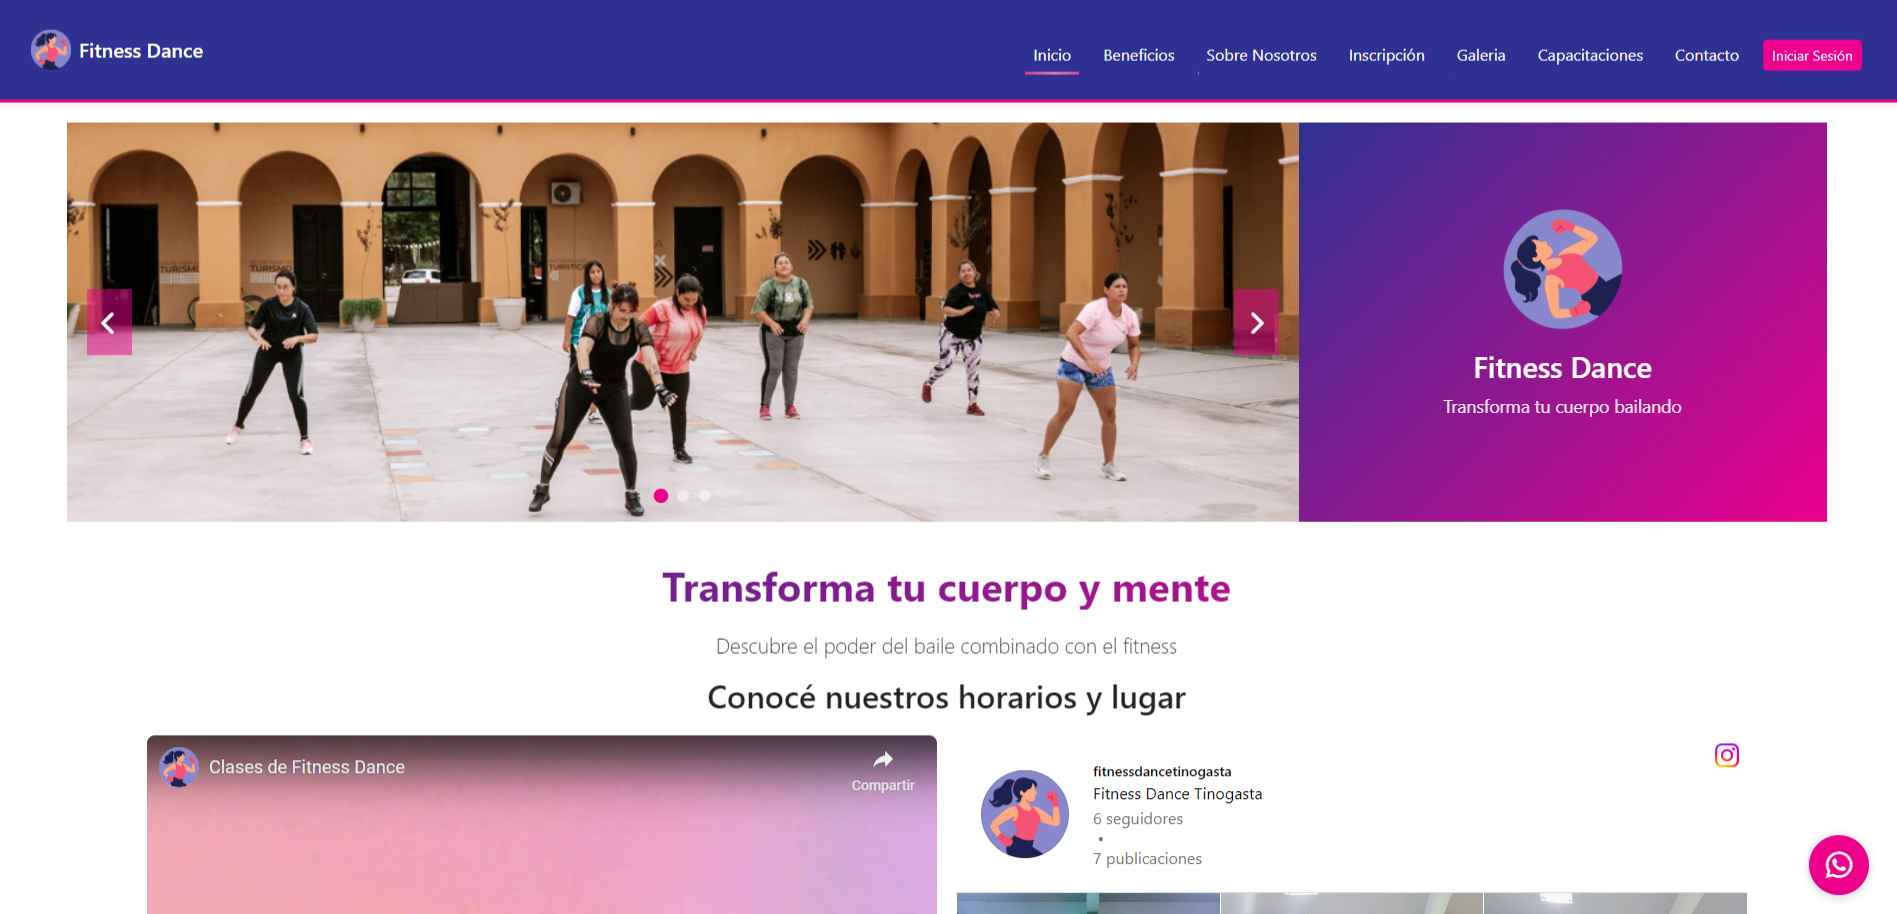 Fitness Dance
Inicio Beneficios Sobre Nosotros Inscripción Galeria Capacitaciones Contacto Iniciar Sesión
TURISMO
TURISMO
Fitness Dance
Transforma tu cuerpo bailando
Transforma tu cuerpo y mente
Descubre el poder del baile combinado con el fitness
Conocé nuestros horarios y lugar
Clases de Fitness Dance
Compartir
fitnessdancetinogasta
Fitness Dance Tinogasta
6 seguidores
•
7 publicaciones